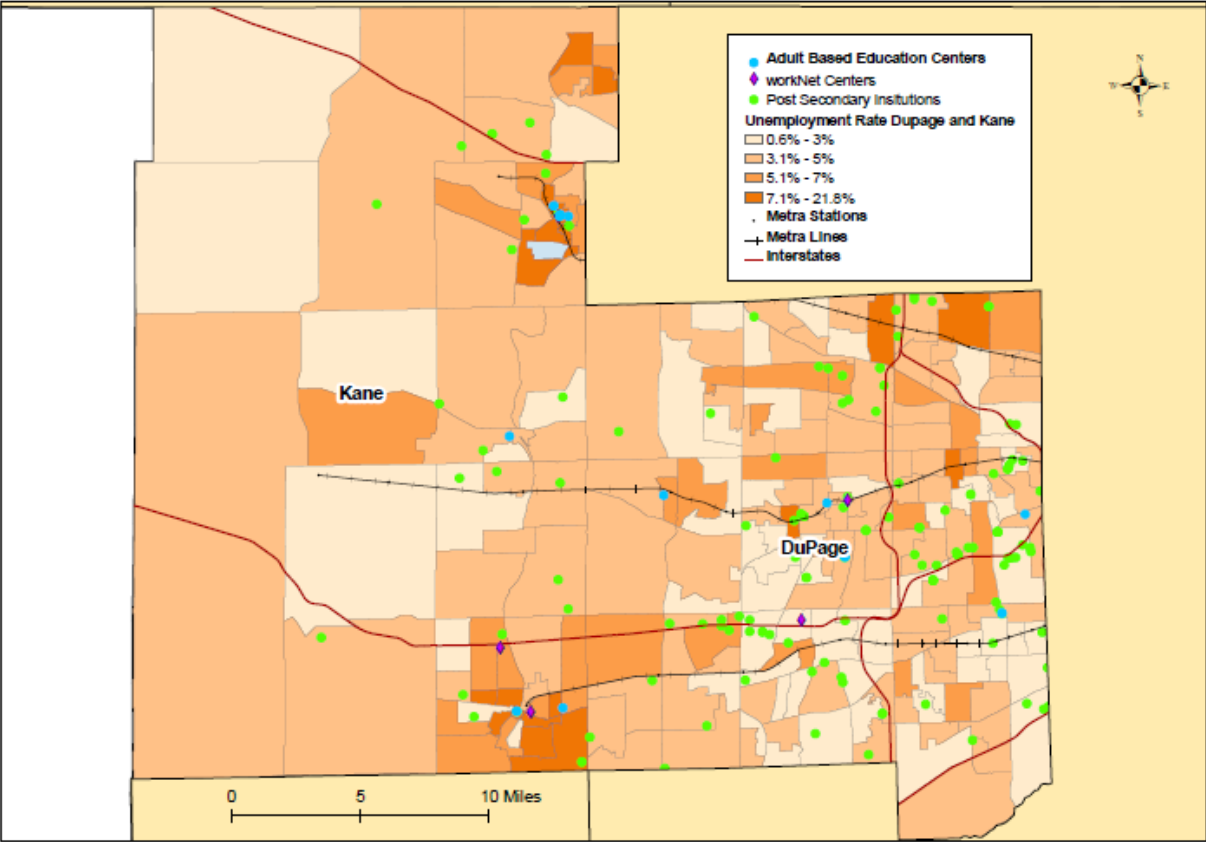 N
W E
S
Adult Based Education Centers
workNet Centers
Post Secondary Insitutions
Unemployment Rate Dupage and Kane
0.6% - 3%
3.1% - 5%
5.1% - 7%
7.1% - 21.8%
Metra Stations
Metra Lines
Interstates
Kane
DuPage
0 5 10 Miles